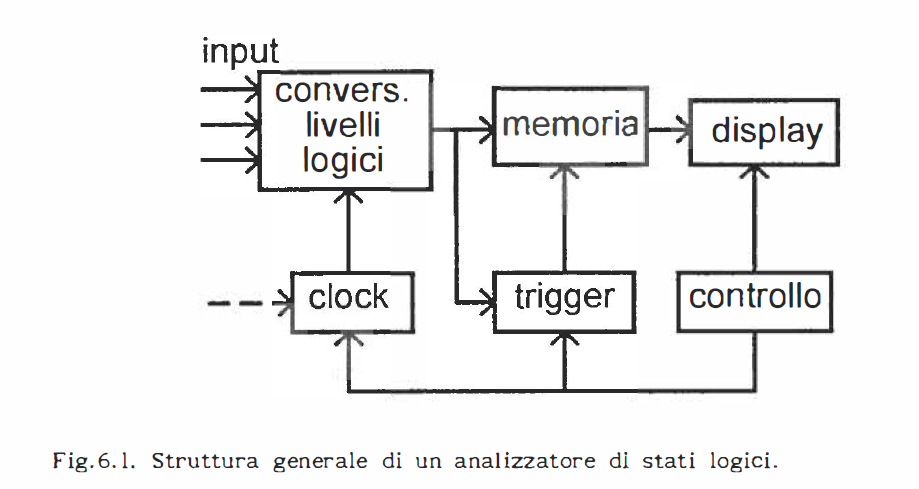 input
convers.
livelli
logici
memoria
display
clock
trigger
controllo
Fig.6.1. Struttura generale di un analizzatore di stati logici.